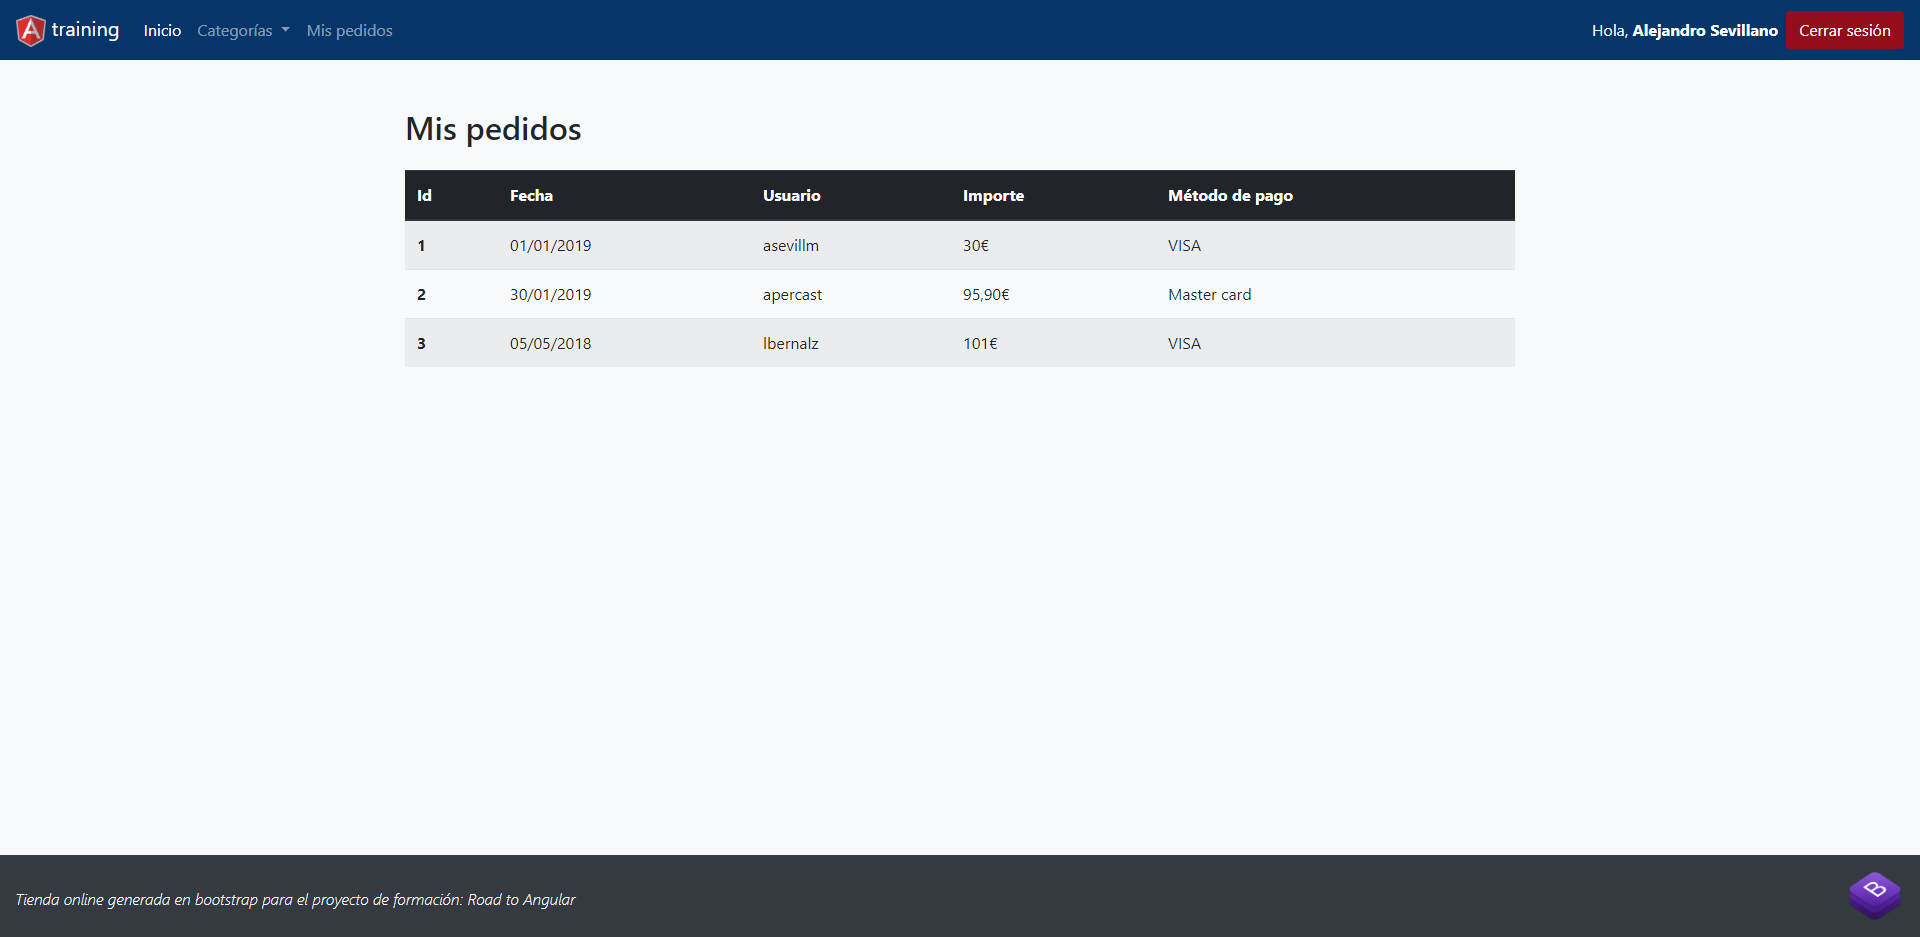 training Inicio Categorías Mis pedidos Hola, Alejandro Sevillano Cerrar sesión
Mis pedidos
Id Fecha Usuario Importe Método de pago
1 01/01/2019 asevillm 30€ VISA
2 30/01/2019 apercast 95,90€ Master card
3 05/05/2018 lbernalz 101€ VISA
Tienda online generada en bootstrap para el proyecto de formación: Road to Angular